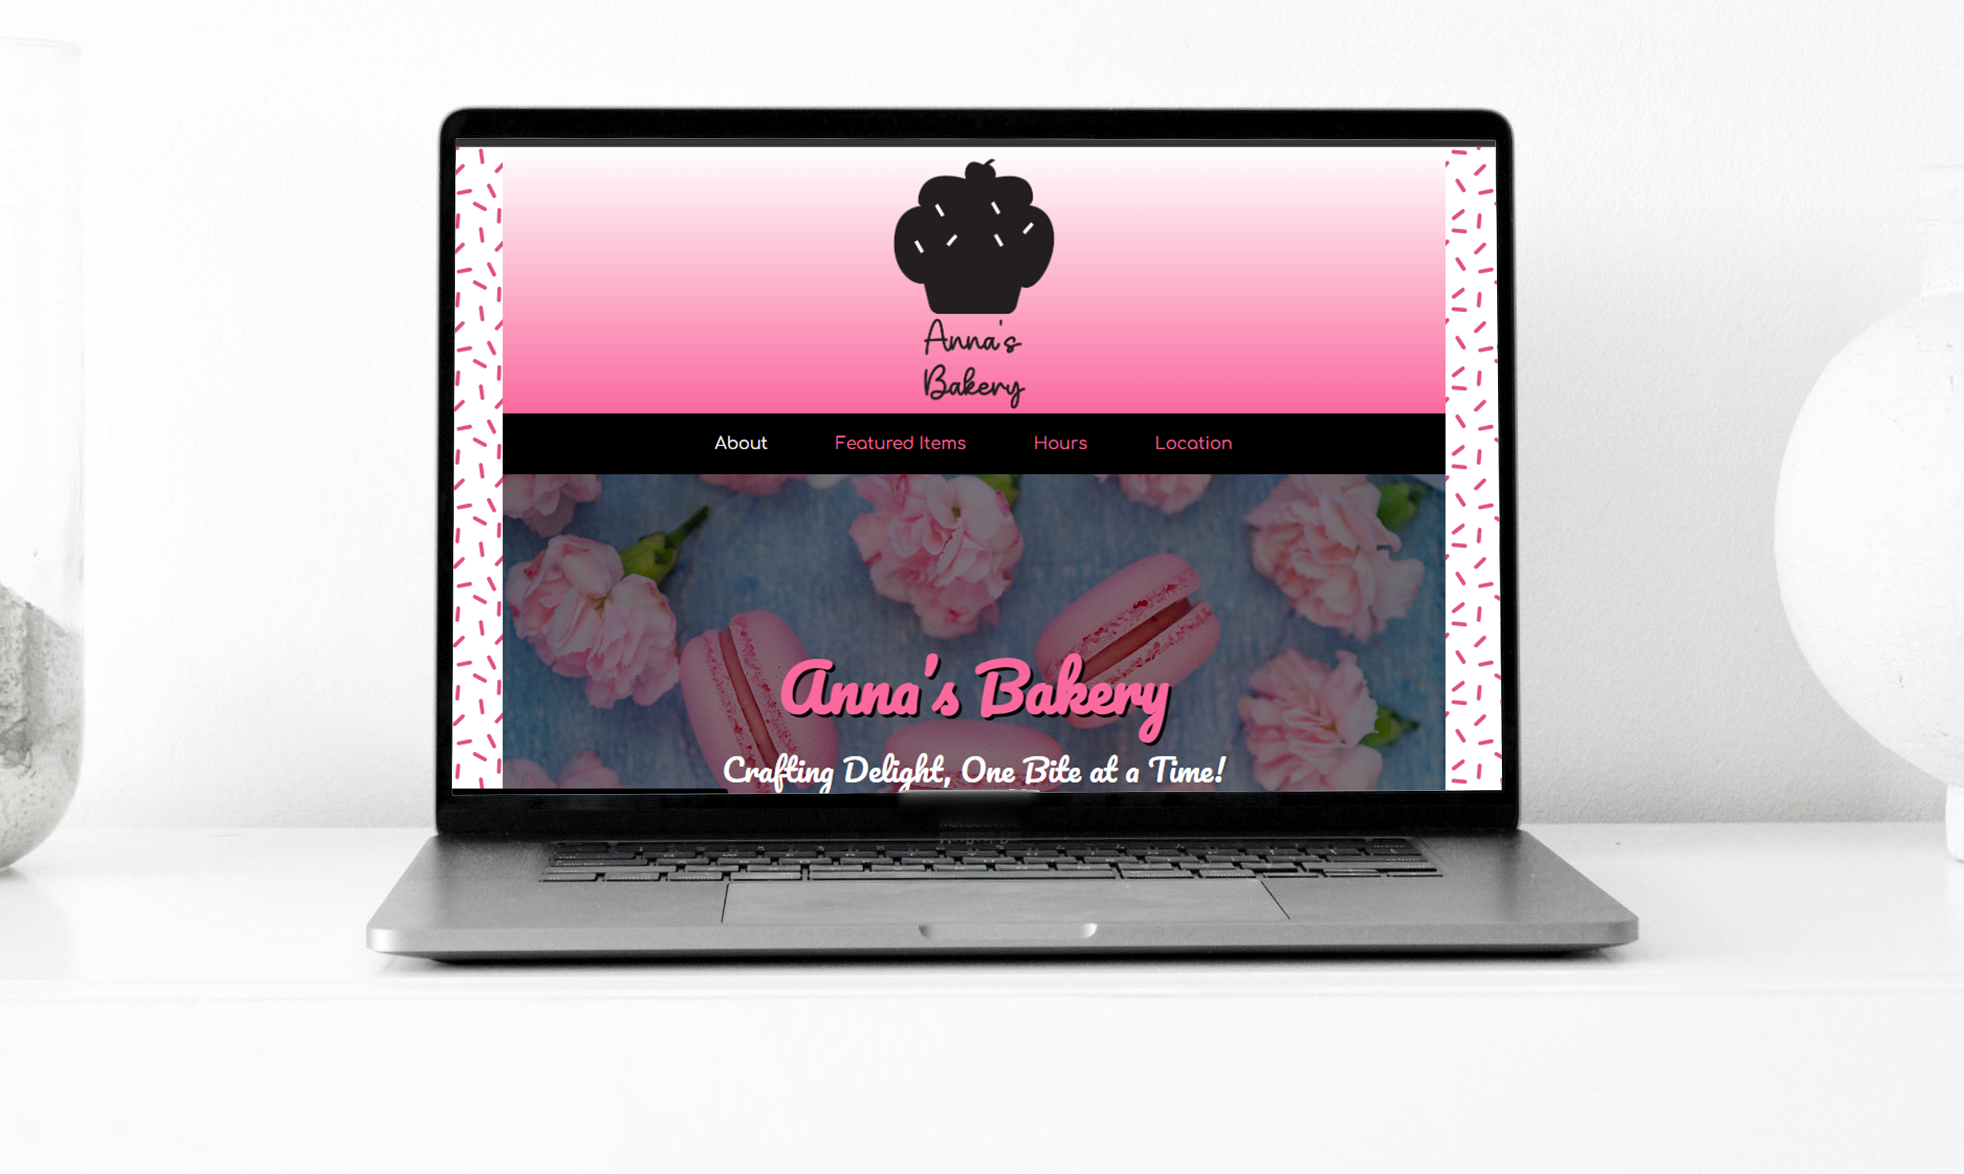 Anna's
Bakery
About Featured Items Hours Location
Anna's Bakery
Crafting Delight, One Bite at a Time!